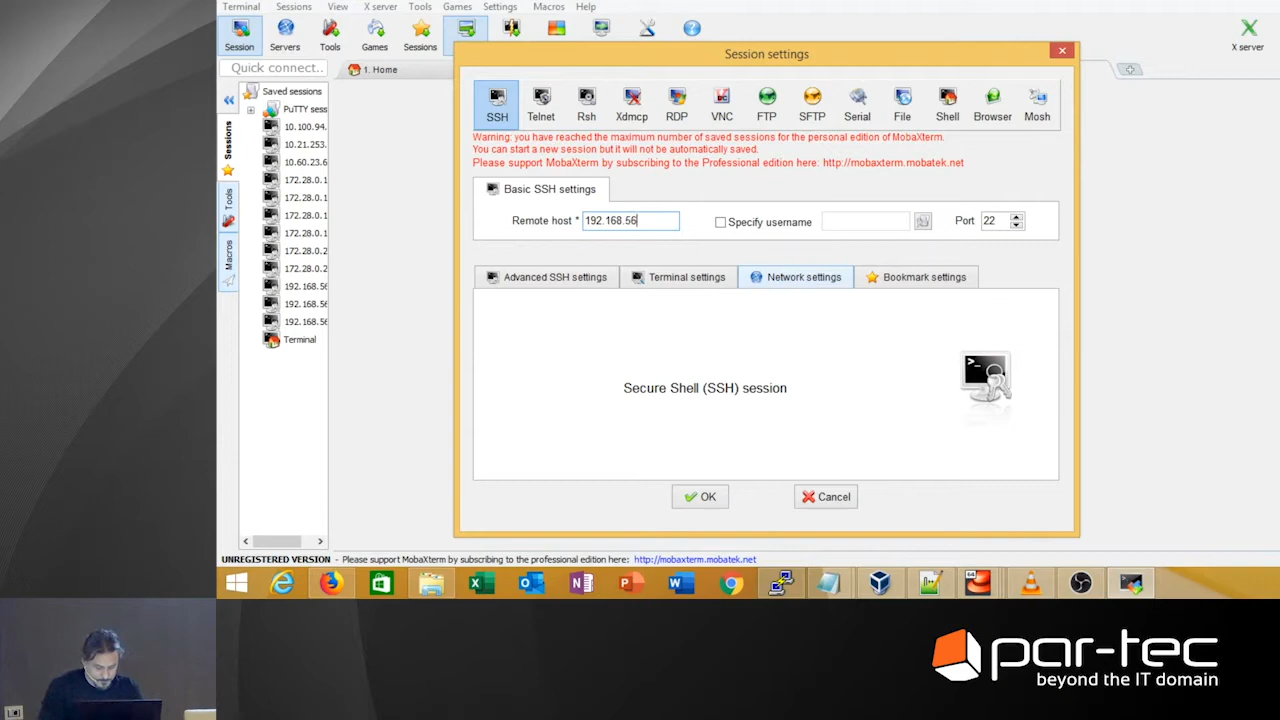 Terminal Sessions View X server Tools Games Settings Macros Help
Session Servers Tools Games Sessions
X server
Session settings
Quick connect...
1. Home
Sessions
Tools
Macros
Saved sessions
PuTTY sess
10.100.94.
10.21.253.
10.60.23.6
172.28.0.1
172.28.0.1
172.28.0.1
172.28.0.1
172.28.0.2
172.28.0.2
192.168.56
192.168.56
192.168.56
Terminal
SSH Telnet Rsh Xdmcp RDP VNC FTP SFTP Serial File Shell Browser Mosh
Warning: you have reached the maximum number of saved sessions for the personal edition of MobaXterm.
You can start a new session but it will not be automatically saved.
Please support MobaXterm by subscribing to the Professional edition here: http://mobaxterm.mobatek.net
Basic SSH settings
Remote host * 192.168.56 Specify username Port 22
Advanced SSH settings Terminal settings Network settings Bookmark settings
Secure Shell (SSH) session
OK Cancel
UNREGISTERED VERSION - Please support MobaXterm by subscribing to the professional edition here: http://mobaxterm.mobatek.net
par-tec
beyond the IT domain